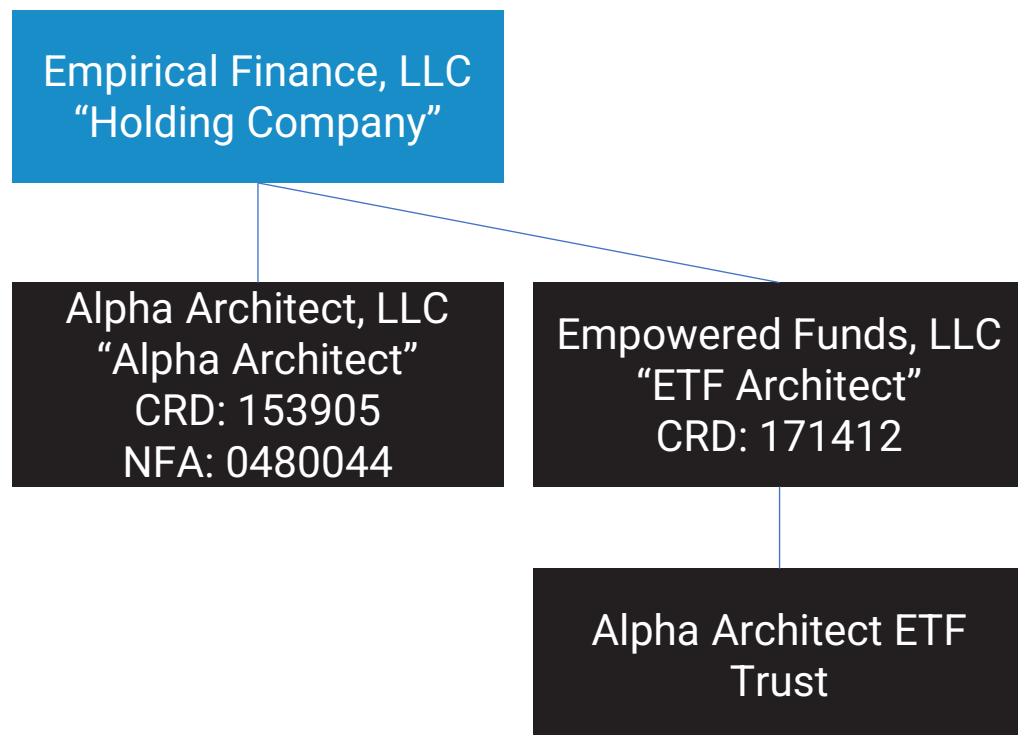 Empirical Finance, LLC
“Holding Company”
Alpha Architect, LLC
“Alpha Architect”
CRD: 153905
NFA: 0480044
Empowered Funds, LLC
“ETF Architect”
CRD: 171412
Alpha Architect ETF
Trust